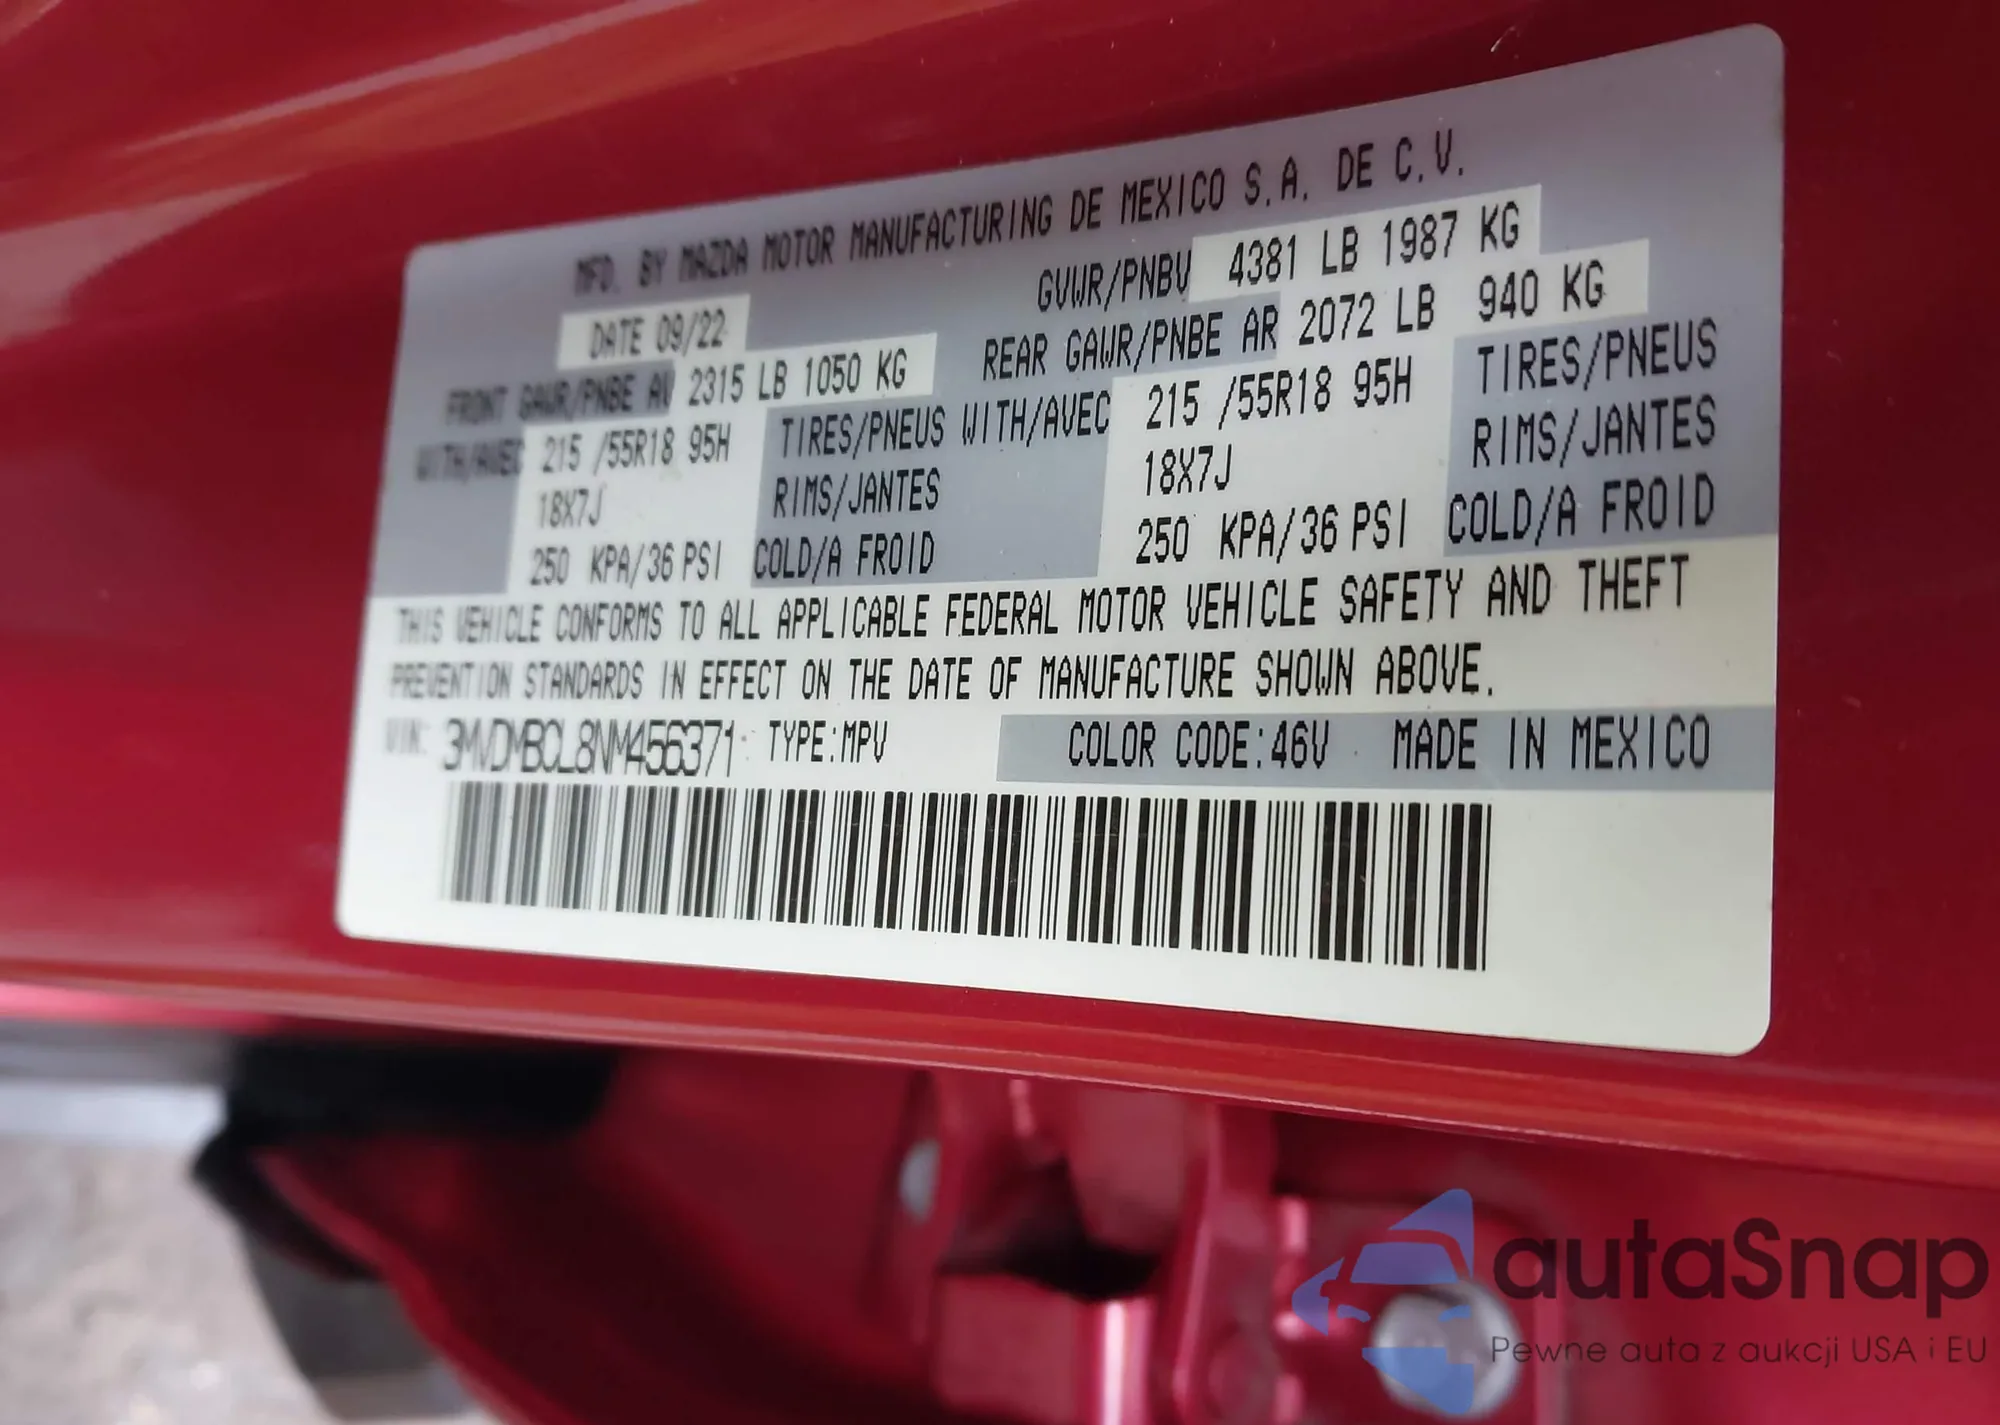 MFD. BY MAZDA MOTOR MANUFACTURING DE MEXICO S.A. DE C.V.
DATE 09/22 GVWR/PNBV 4381 LB 1987 KG
FRONT GAWR/PNBE AV 2315 LB 1050 KG REAR GAWR/PNBE AR 2072 LB 940 KG
WITH/AVEC 215 /55R18 95H TIRES/PNEUS WITH/AVEC 215 /55R18 95H TIRES/PNEUS
18X7J RIMS/JANTES 18X7J RIMS/JANTES
250 KPA/36 PSI COLD/A FROID 250 KPA/36 PSI COLD/A FROID
THIS VEHICLE CONFORMS TO ALL APPLICABLE FEDERAL MOTOR VEHICLE SAFETY AND THEFT
PREVENTION STANDARDS IN EFFECT ON THE DATE OF MANUFACTURE SHOWN ABOVE.
VIN: 3MVDMBCL8NM456371 TYPE:MPV COLOR CODE:46V MADE IN MEXICO
autaSnap
Pewne auta z aukcji USA i EU